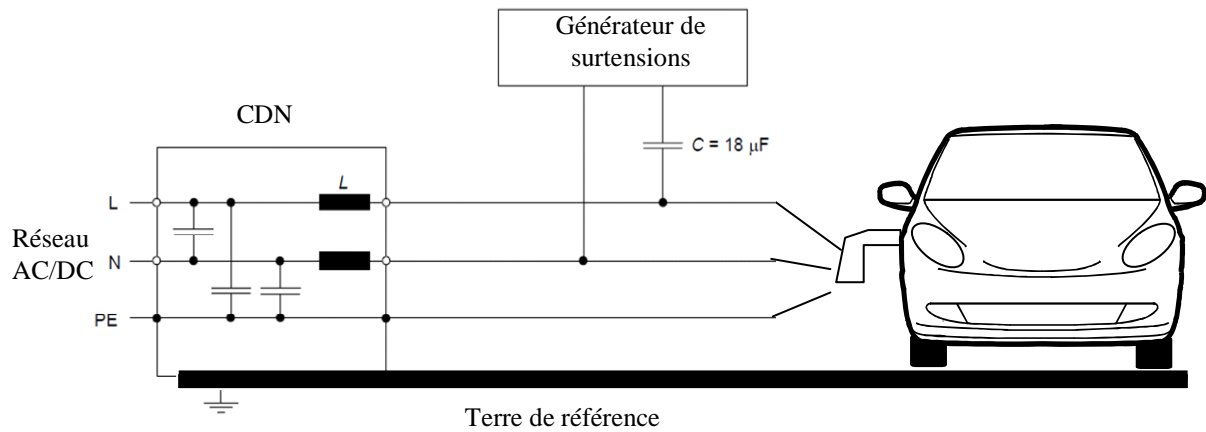 Générateur de
surtensions
CDN
C = 18 µF
L
L
Réseau
AC/DC
N
PE
Terre de référence